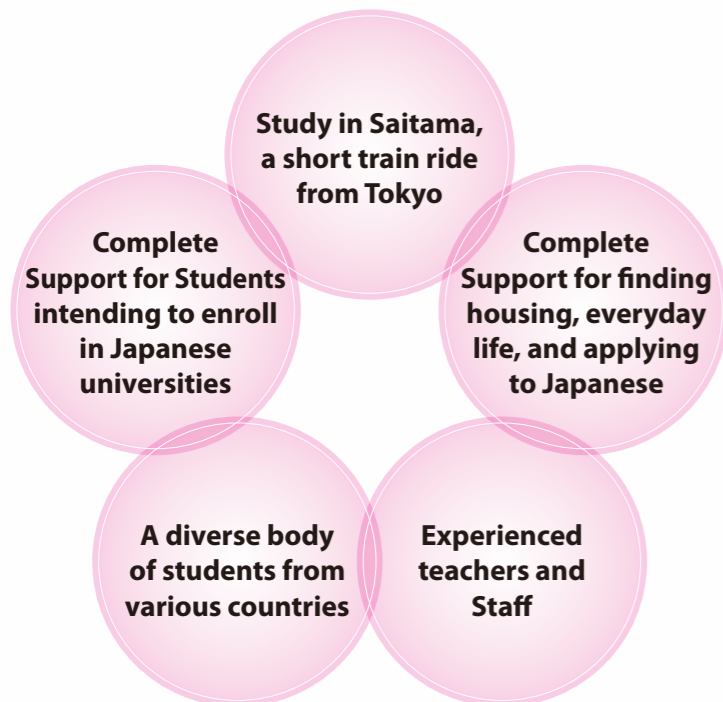 Study in Saitama,
a short train ride
from Tokyo
Complete
Support for Students
intending to enroll
in Japanese
universities
Complete
Support for finding
housing, everyday
life, and applying
to Japanese
A diverse body
of students from
various countries
Experienced
teachers and
Staff